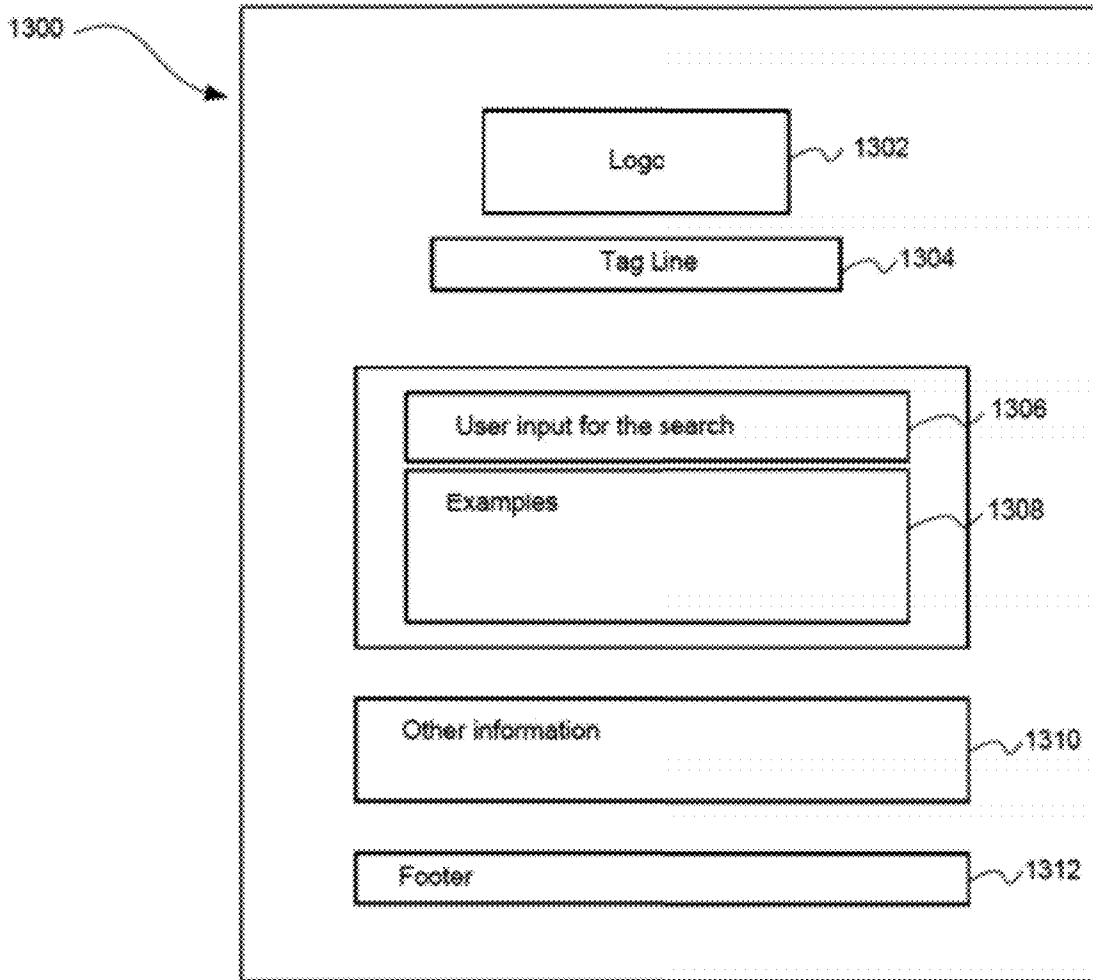 1300
Logo
1302
Tag Line
1304
User input for the search
1306
Examples
1308
Other information
1310
Footer
1312